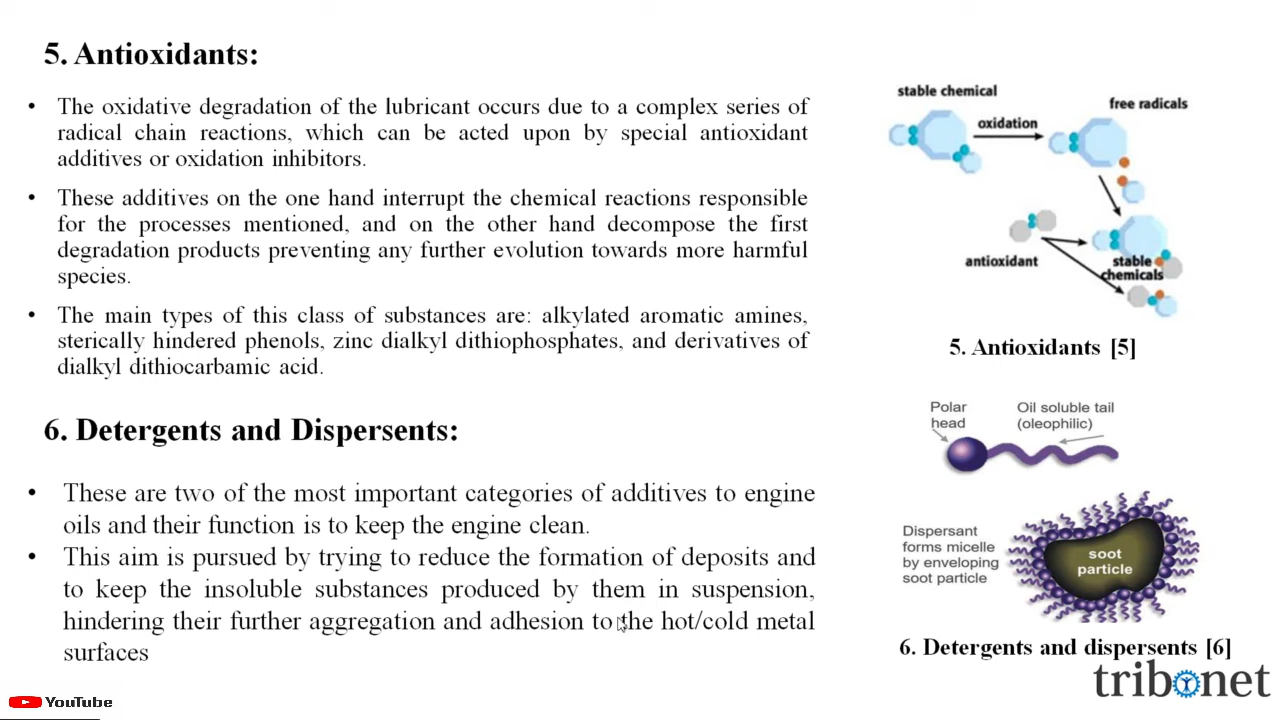 5. Antioxidants:
• The oxidative degradation of the lubricant occurs due to a complex series of
radical chain reactions, which can be acted upon by special antioxidant
additives or oxidation inhibitors.
• These additives on the one hand interrupt the chemical reactions responsible
for the processes mentioned, and on the other hand decompose the first
degradation products preventing any further evolution towards more harmful
species.
• The main types of this class of substances are: alkylated aromatic amines,
sterically hindered phenols, zinc dialkyl dithiophosphates, and derivatives of
dialkyl dithiocarbamic acid.
6. Detergents and Dispersents:
• These are two of the most important categories of additives to engine
oils and their function is to keep the engine clean.
• This aim is pursued by trying to reduce the formation of deposits and
to keep the insoluble substances produced by them in suspension,
hindering their further aggregation and adhesion to the hot/cold metal
surfaces
stable chemical
oxidation
free radicals
antioxidant
stable
chemicals
5. Antioxidants [5]
Polar
head
Oil soluble tail
(oleophilic)
Dispersant
forms micelle
by enveloping
soot particle
soot
particle
6. Detergents and dispersents [6]
tribonet
YouTube